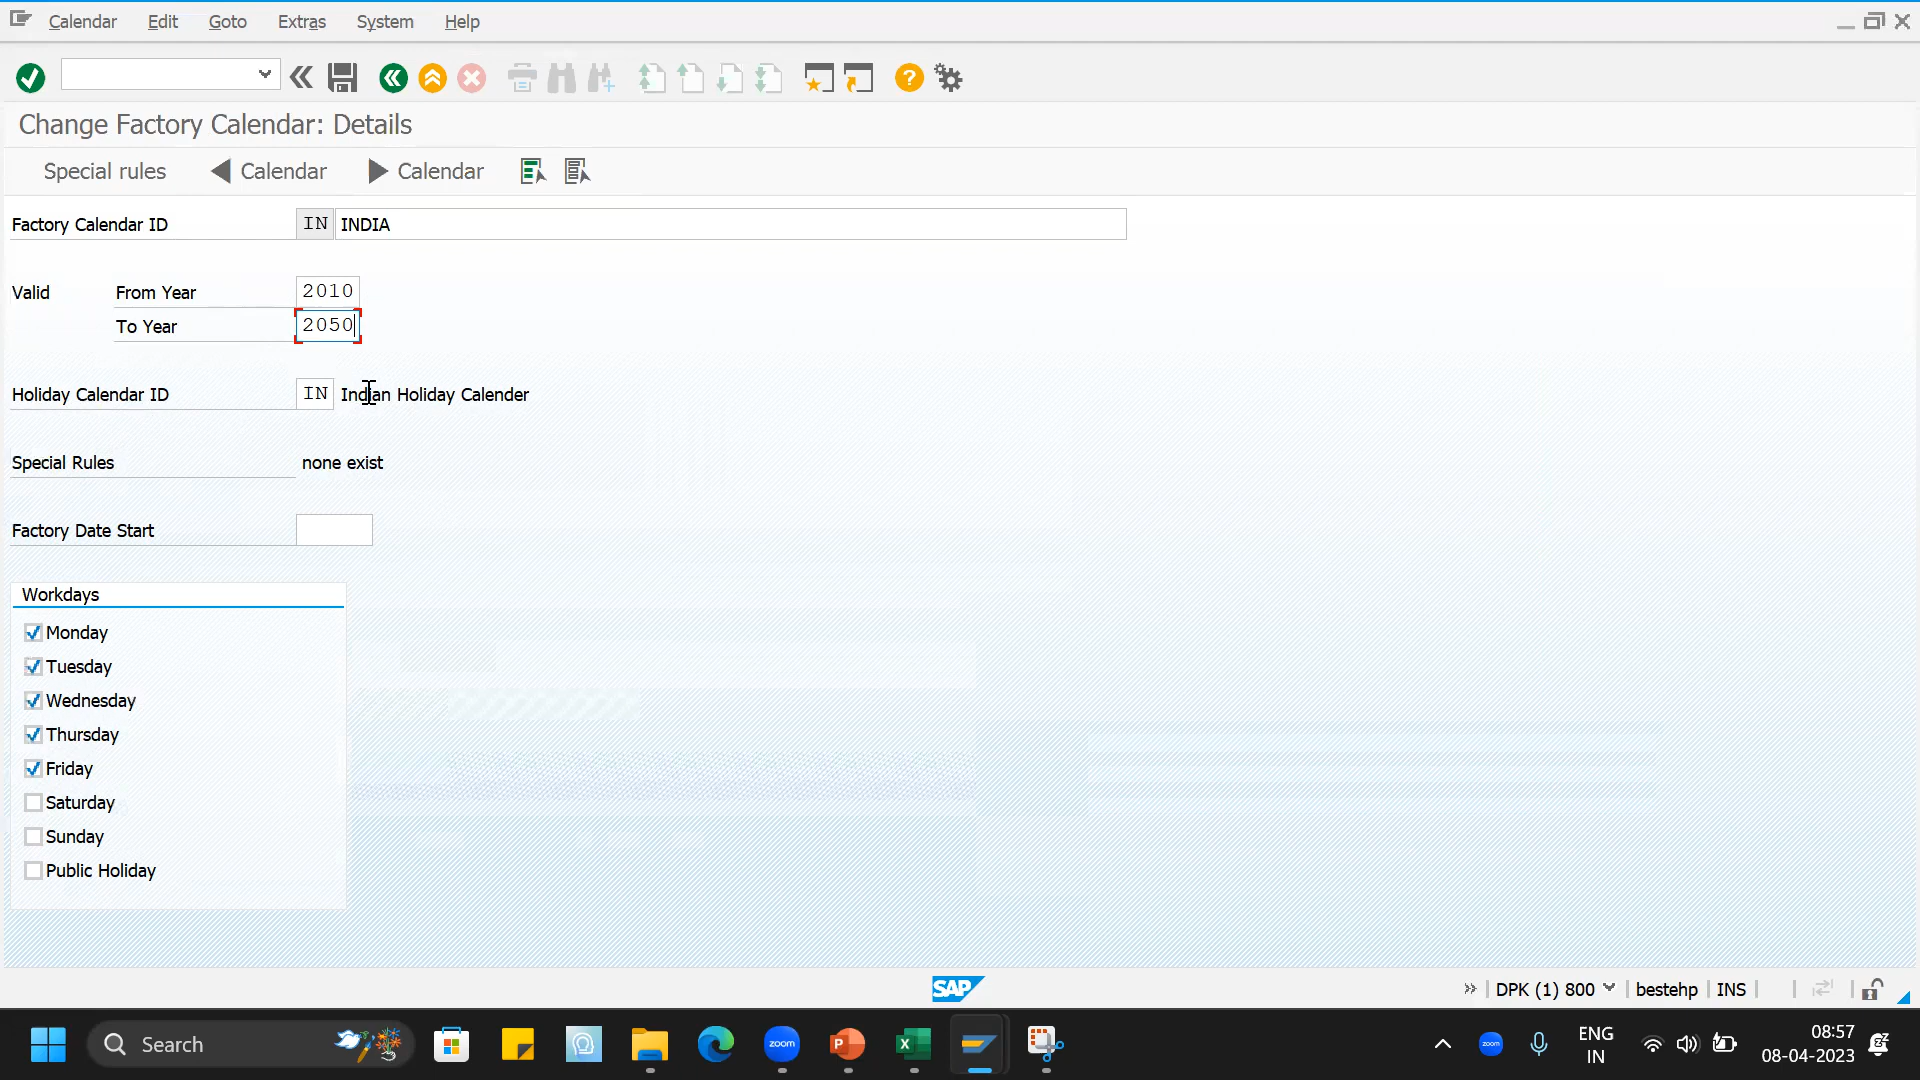 Calendar Edit Goto Extras System Help
Change Factory Calendar: Details
Special rules Calendar Calendar
Factory Calendar ID IN INDIA
Valid From Year 2010
To Year 2050
Holiday Calendar ID IN Indian Holiday Calender
Special Rules none exist
Factory Date Start
Workdays
Monday
Tuesday
Wednesday
Thursday
Friday
Saturday
Sunday
Public Holiday
SAP DPK (1) 800 bestehp INS
Search zoom P X zoom ENG IN 08:57
08-04-2023